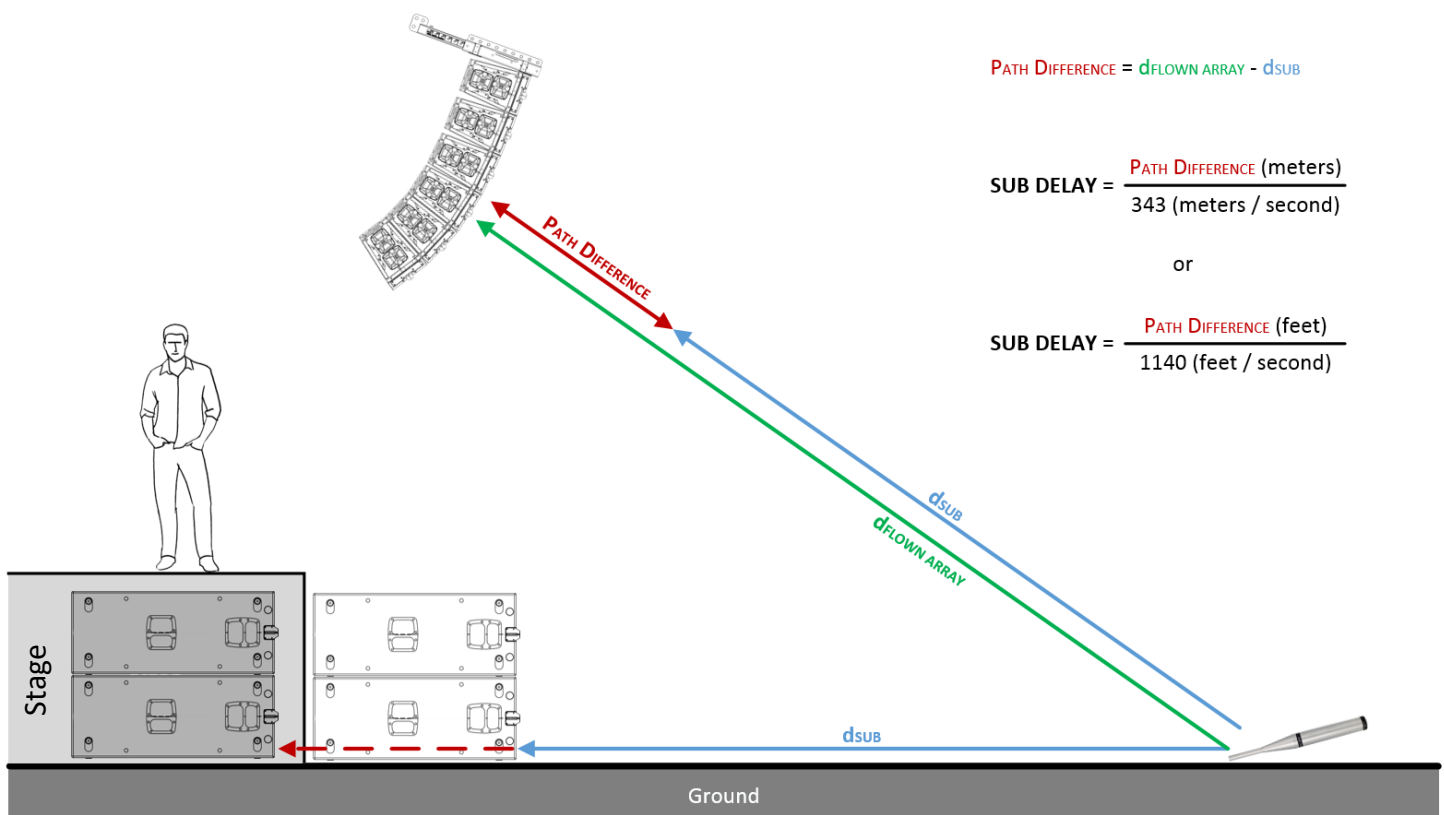 PATH DIFFERENCE = dFLOWN ARRAY - dSUB
SUB DELAY = PATH DIFFERENCE (meters)
343 (meters / second)
or
SUB DELAY = PATH DIFFERENCE (feet)
1140 (feet / second)
PATH DIFFERENCE
dSUB
dFLOWN ARRAY
Stage
dSUB
Ground